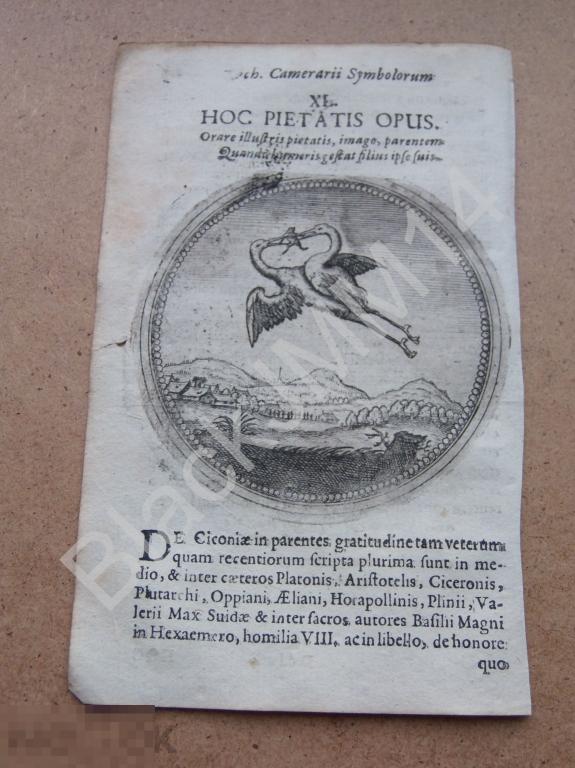 och. Camerarii Symbolorum
XL.
HOC PIETATIS OPUS.
Orare illustris pietatis, imago, parentem
Quando humeris gestat filius ipse suis
DE Ciconiæ in parentes gratitudine tam veterum
quam recentiorum scripta plurima sunt in me-
dio, & inter cæteros Platonis, Aristotelis, Ciceronis,
Plutarchi, Oppiani, Æliani, Horapollinis, Plinii, Va-
lerii Max Suidæ & inter sacros autores Basilii Magni
in Hexaemero, homilia VIII, ac in libello, de honore
quo
BlackIMM14